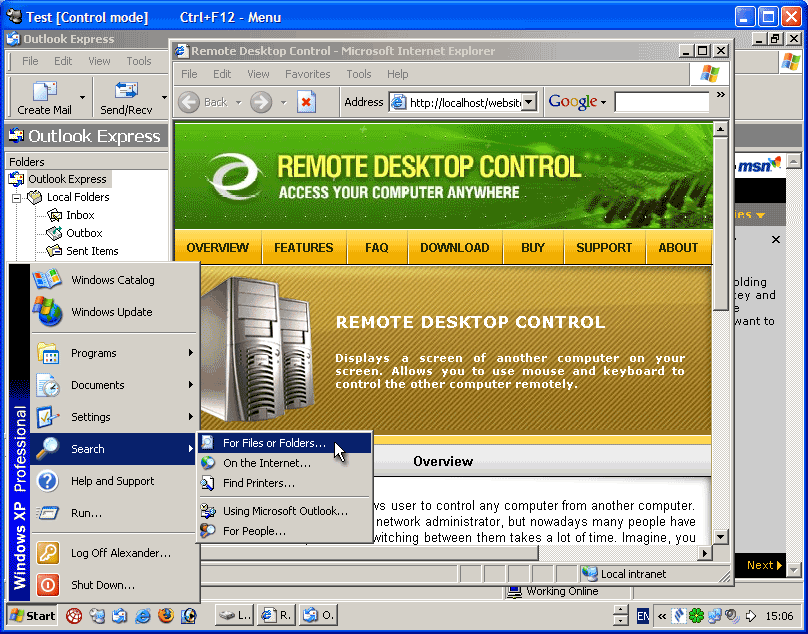 Test [Control mode] Ctrl+F12 - Menu
Outlook Express
File Edit View Tools
Create Mail Send/Recv
Outlook Express
Folders
Outlook Express
Local Folders
Inbox
Outbox
Sent Items
Remote Desktop Control - Microsoft Internet Explorer
File Edit View Favorites Tools Help
Back Address http://localhost/websit Google »
REMOTE DESKTOP CONTROL
ACCESS YOUR COMPUTER ANYWHERE
OVERVIEW FEATURES FAQ DOWNLOAD BUY SUPPORT ABOUT
REMOTE DESKTOP CONTROL
Displays a screen of another computer on your
screen. Allows you to use mouse and keyboard to
control the other computer remotely.
Overview
ws user to control any computer from another computer.
network administrator, but nowadays many people have
witching between them takes a lot of time. Imagine, you
Local intranet
Working Online
msn
es
olding
key and
want to
Next
Windows XP Professional
Windows Catalog
Windows Update
Programs
Documents
Settings
Search
Help and Support
Run...
Log Off Alexander...
Shut Down...
For Files or Folders...
On the Internet...
Find Printers...
Using Microsoft Outlook...
For People...
Start L.. R.. O.. EN « 15:06